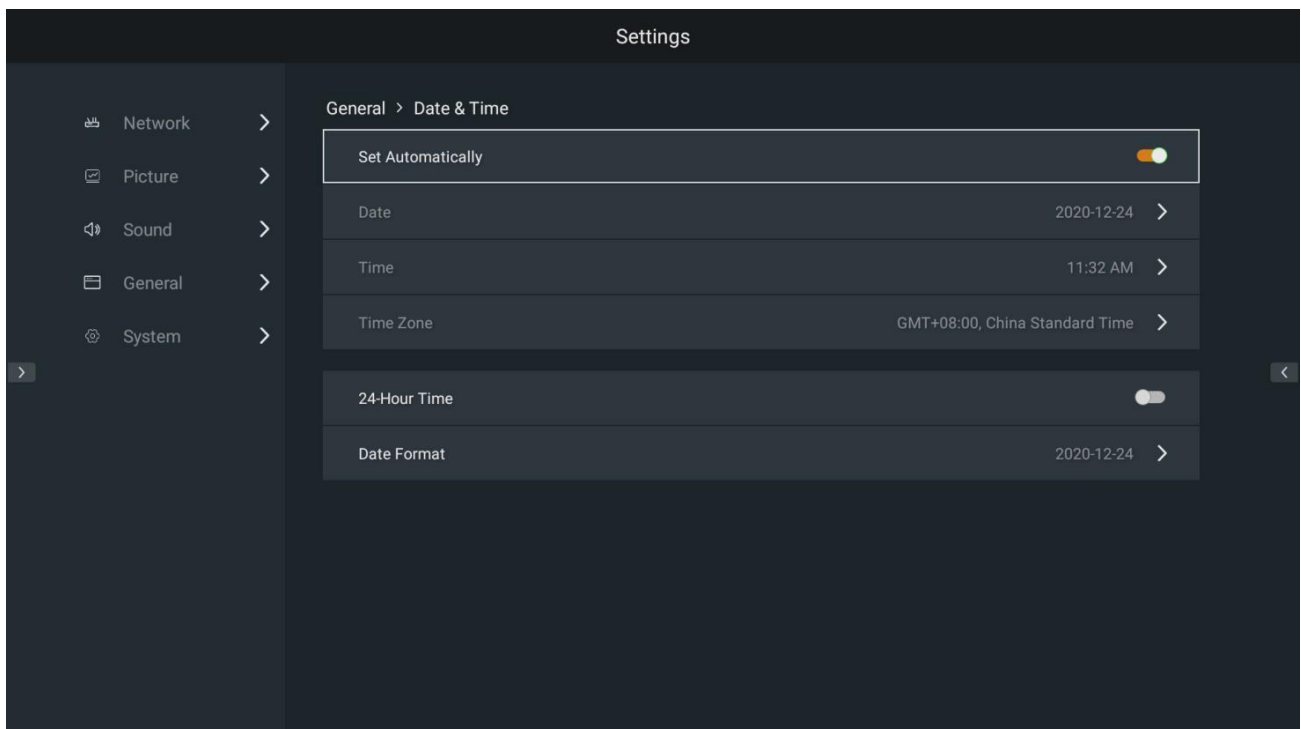 Settings
Network
Picture
Sound
General
System
General > Date & Time
Set Automatically
Date 2020-12-24
Time 11:32 AM
Time Zone GMT+08:00, China Standard Time
24-Hour Time
Date Format 2020-12-24